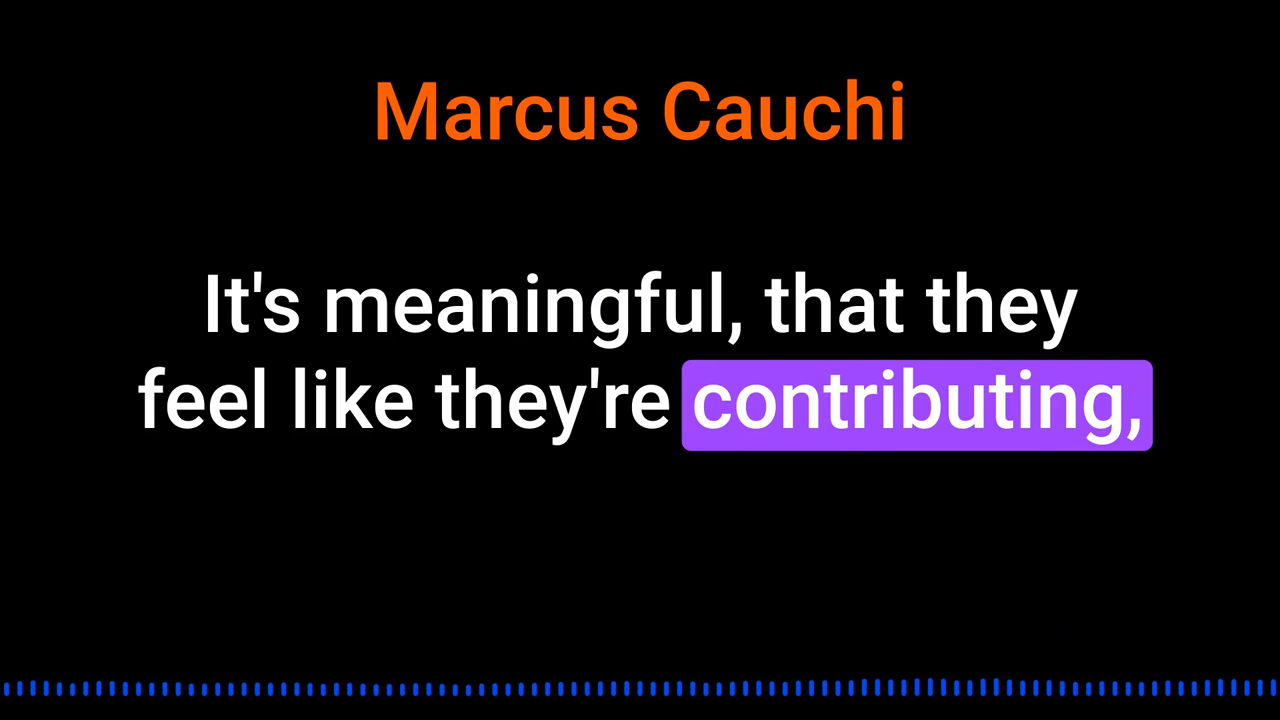 Marcus Cauchi
It's meaningful, that they
feel like they're contributing,